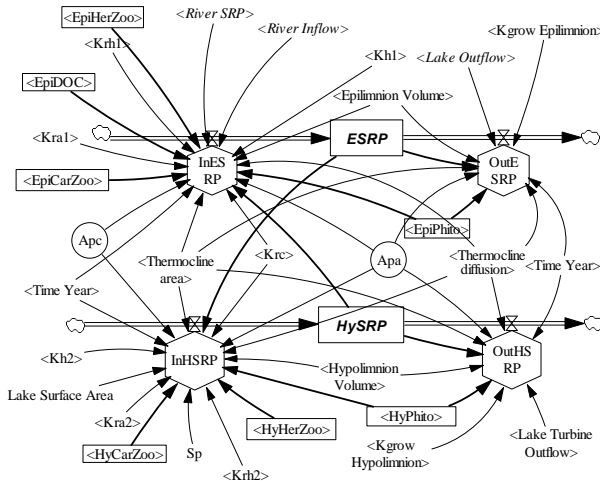 <EpiHerZoo>
<River SRP>
<River Inflow>
<Krh1>
<Kh1>
<Lake Outflow>
<Kgrow Epilimnion>
<EpiDOC>
<Epilimnion Volume>
<Kra1>
ESRP
InES
RP
OutE
SRP
<EpiCarZoo>
<EpiPhito>
Apc
<Thermocline
area>
<Krc>
Apa
<Thermocline
diffusion>
<Time Year>
<Time Year>
HySRP
<Kh2>
InHSRP
<Hypolimnion
Volume>
OutHS
RP
Lake Surface Area
<Kra2>
<HyPhito>
<HyHerZoo>
<HyCarZoo>
Sp
<Krh2>
<Kgrow
Hypolimnion>
<Lake Turbine
Outflow>